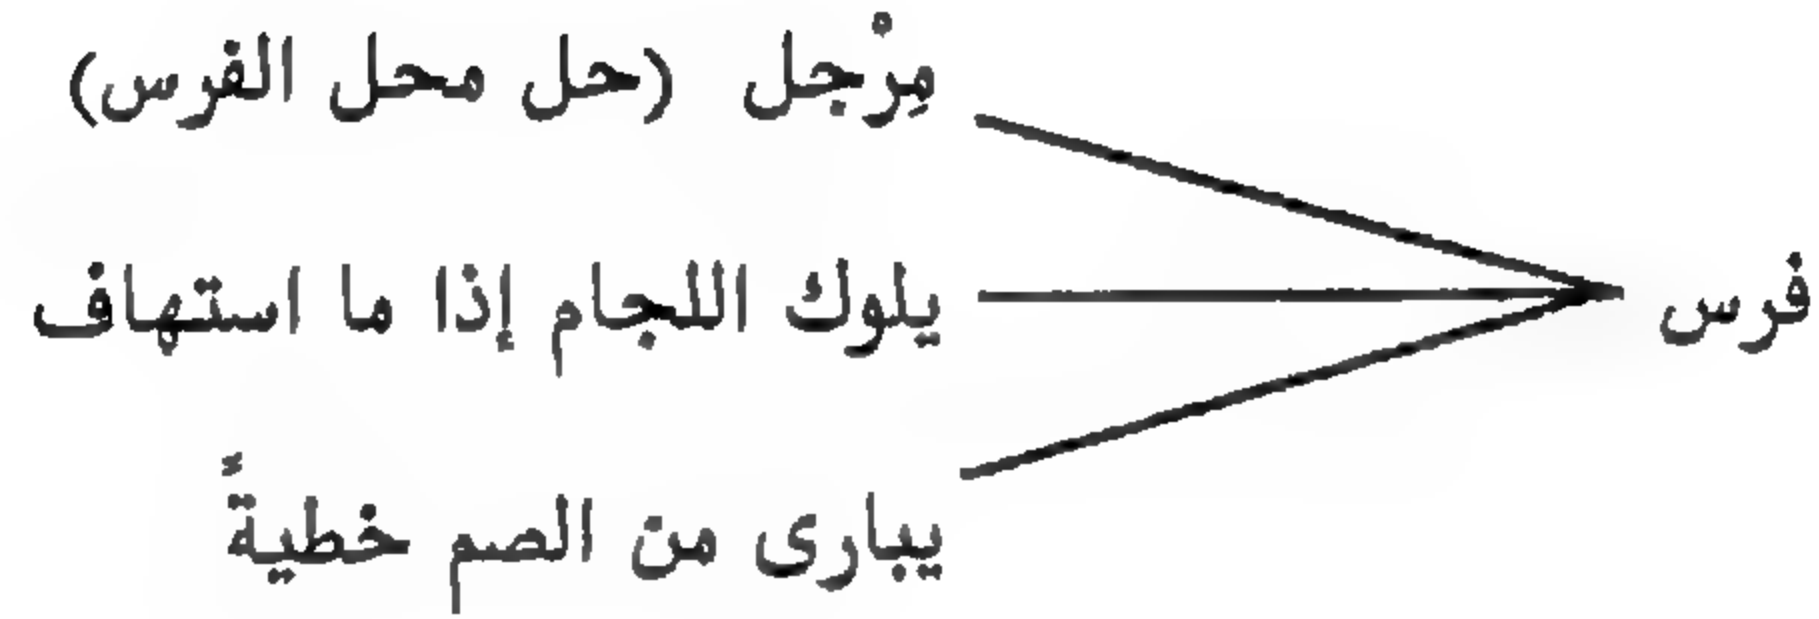 مِرْجل (حل محل الفرس)
فرس
يلوك اللجام إذا ما استهاف
يبارى من الصم خطيةً